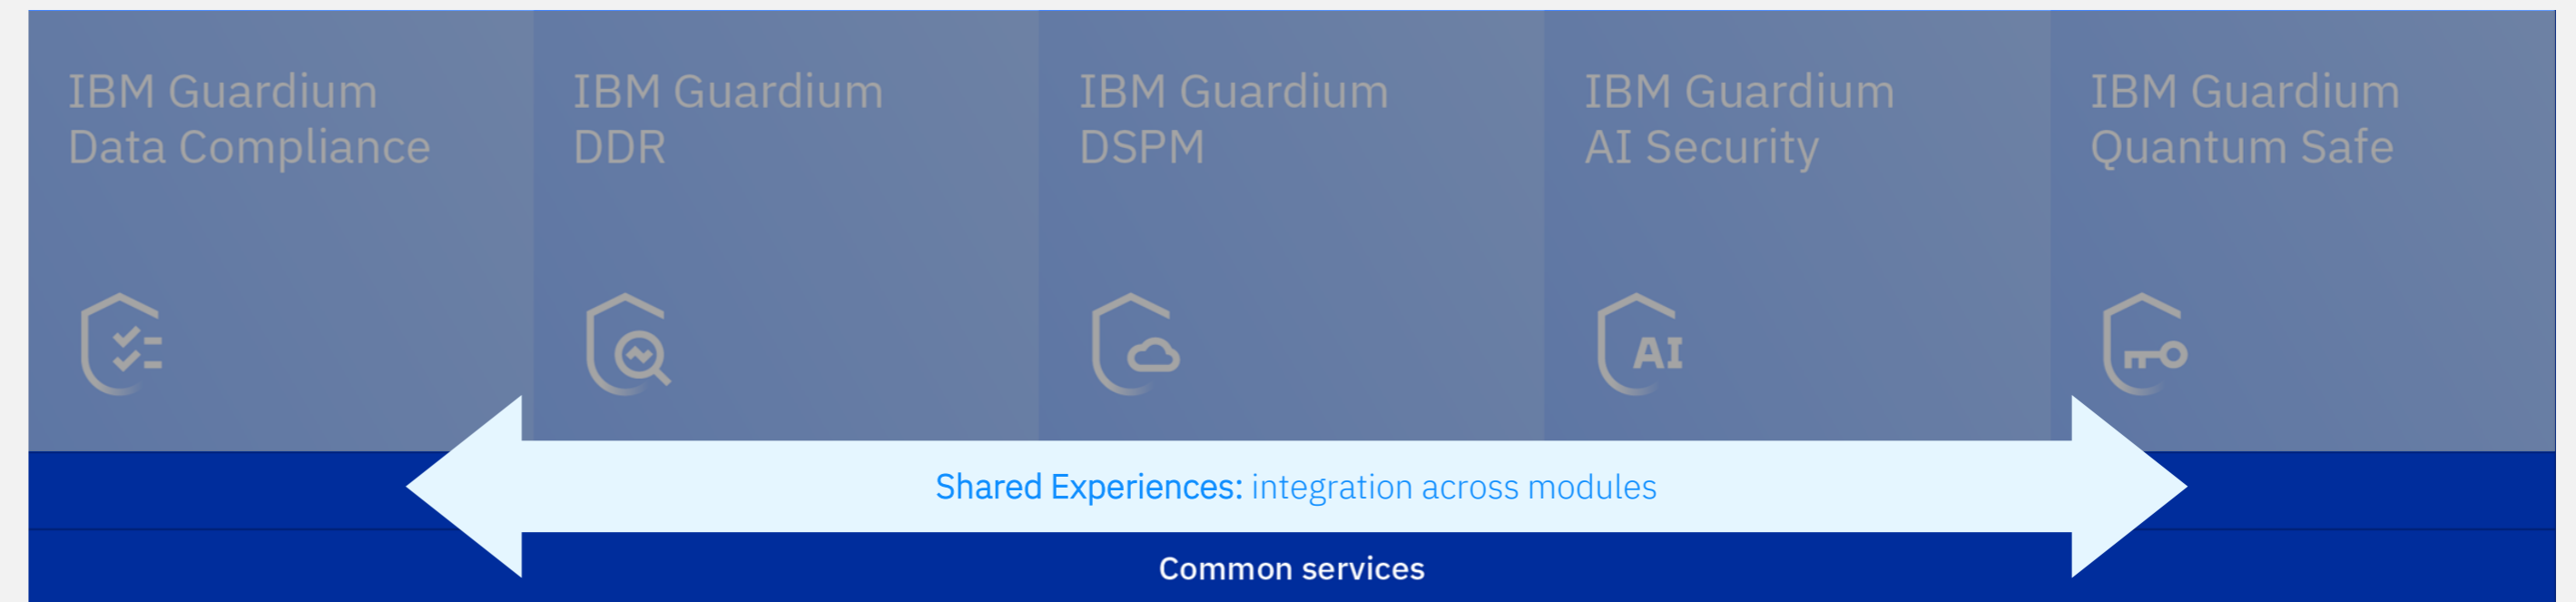 IBM Guardium
Data Compliance
IBM Guardium
DDR
IBM Guardium
DSPM
IBM Guardium
AI Security
AI
IBM Guardium
Quantum Safe
Shared Experiences: integration across modules
Common services